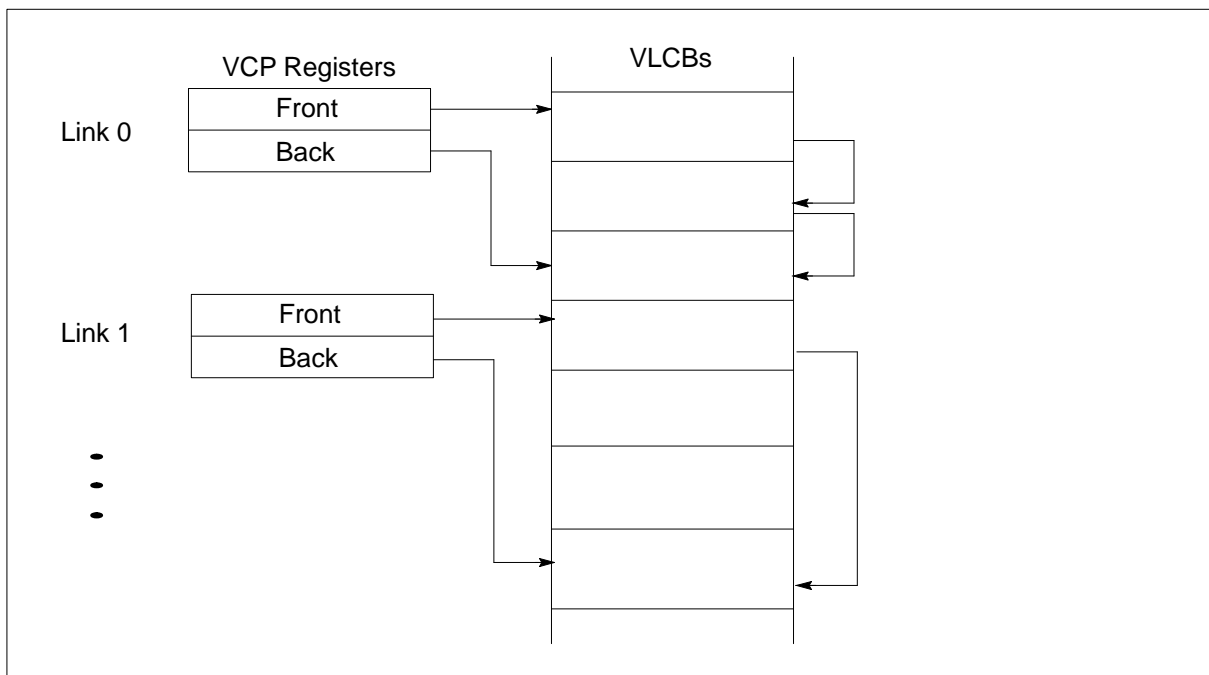 VCP Registers
VLCBs
Link 0
Front
Back
Link 1
Front
Back